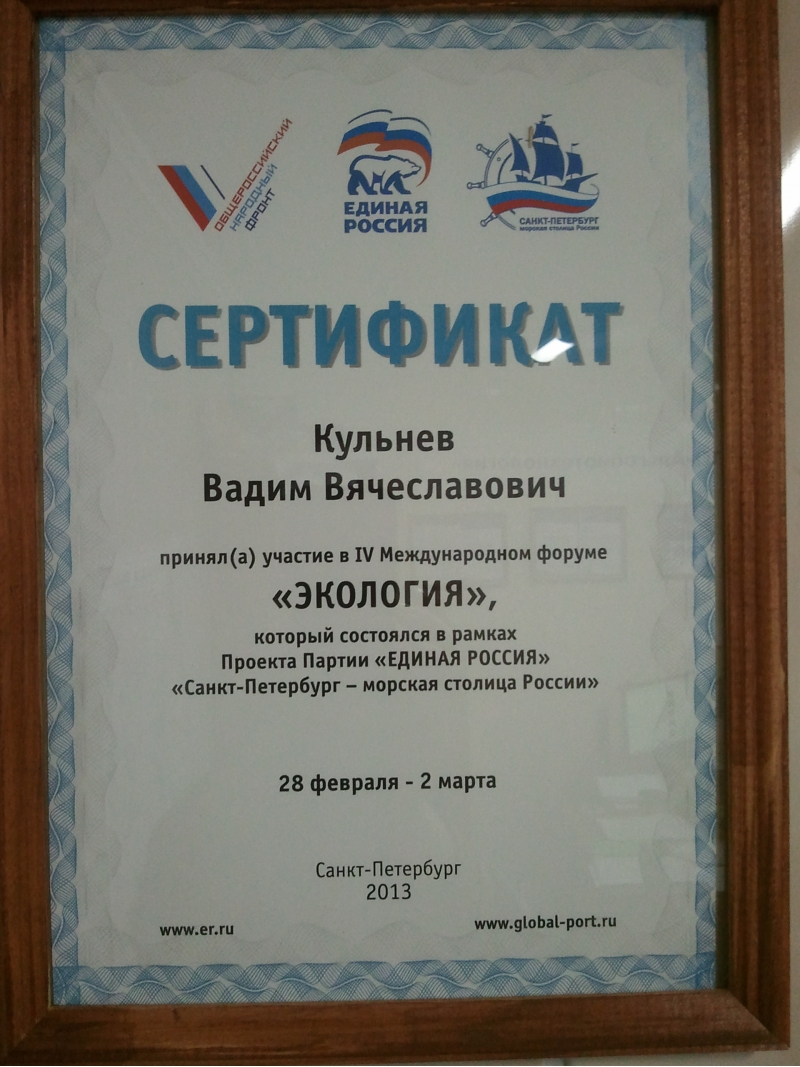 ОБЩЕРОССИЙСКИЙ
НАРОДНЫЙ
ФРОНТ
ЕДИНАЯ
РОССИЯ
САНКТ-ПЕТЕРБУРГ
морская столица России
СЕРТИФИКАТ
Кульнев
Вадим Вячеславович
принял(а) участие в IV Международном форуме
«ЭКОЛОГИЯ»,
который состоялся в рамках
Проекта Партии «ЕДИНАЯ РОССИЯ»
«Санкт-Петербург – морская столица России»
28 февраля - 2 марта
Санкт-Петербург
2013
www.er.ru
www.global-port.ru